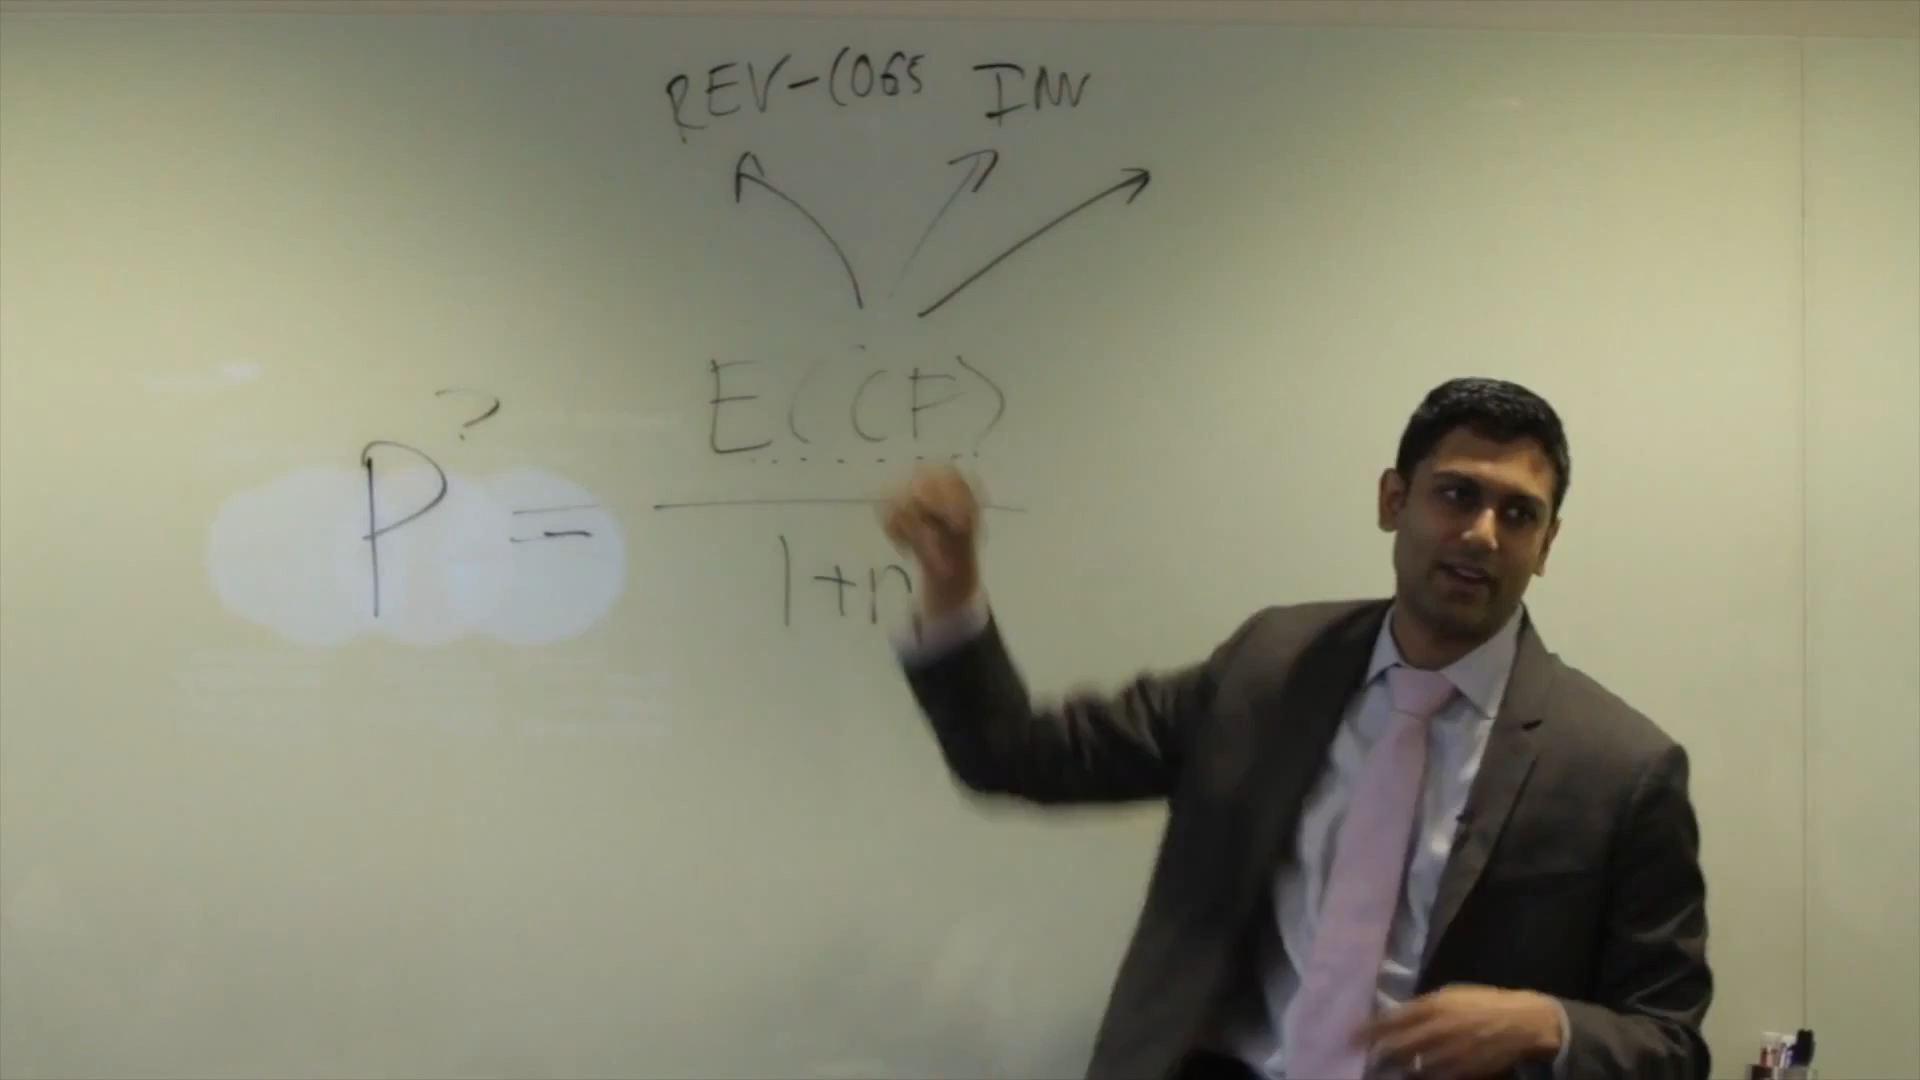 REV-COGS INV
E(CF)
P? =
1+r